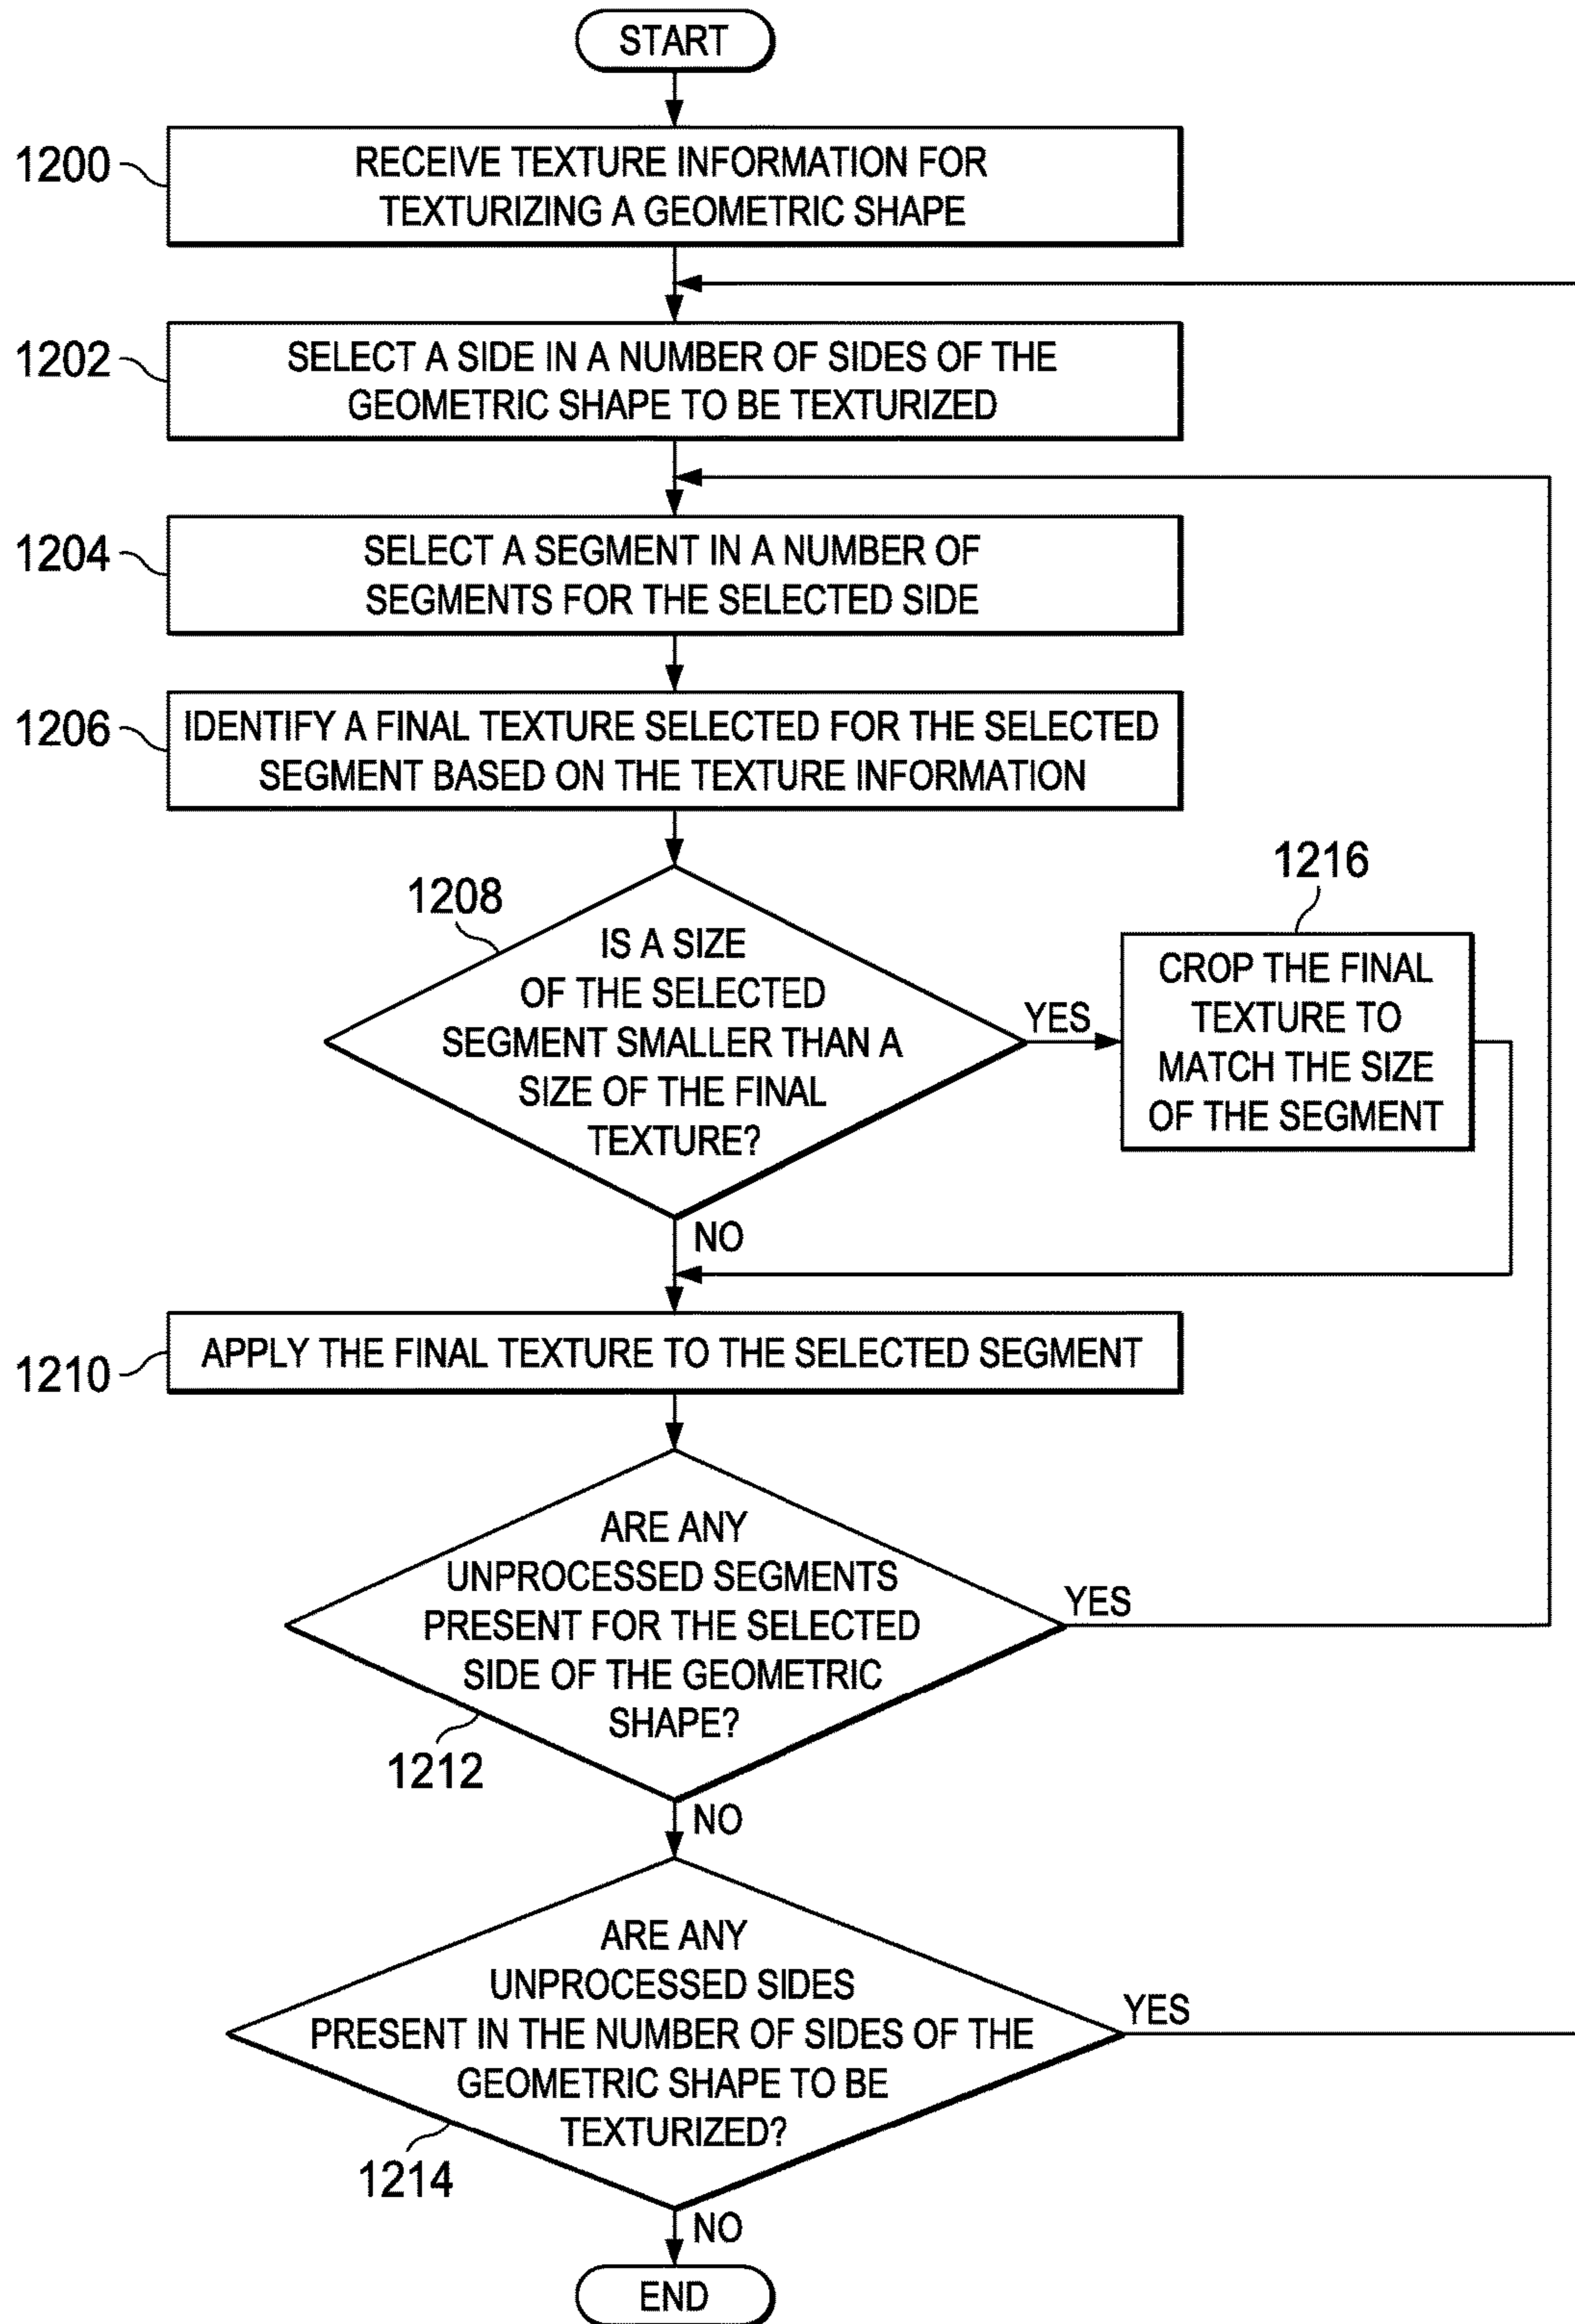 START
1200
RECEIVE TEXTURE INFORMATION FOR
TEXTURIZING A GEOMETRIC SHAPE
1202
SELECT A SIDE IN A NUMBER OF SIDES OF THE
GEOMETRIC SHAPE TO BE TEXTURIZED
1204
SELECT A SEGMENT IN A NUMBER OF
SEGMENTS FOR THE SELECTED SIDE
1206
IDENTIFY A FINAL TEXTURE SELECTED FOR THE SELECTED
SEGMENT BASED ON THE TEXTURE INFORMATION
1208
IS A SIZE
OF THE SELECTED
SEGMENT SMALLER THAN A
SIZE OF THE FINAL
TEXTURE?
YES
1216
CROP THE FINAL
TEXTURE TO
MATCH THE SIZE
OF THE SEGMENT
NO
1210
APPLY THE FINAL TEXTURE TO THE SELECTED SEGMENT
ARE ANY
UNPROCESSED SEGMENTS
PRESENT FOR THE SELECTED
SIDE OF THE GEOMETRIC
SHAPE?
YES
1212
NO
ARE ANY
UNPROCESSED SIDES
PRESENT IN THE NUMBER OF SIDES OF THE
GEOMETRIC SHAPE TO BE
TEXTURIZED?
YES
1214
NO
END